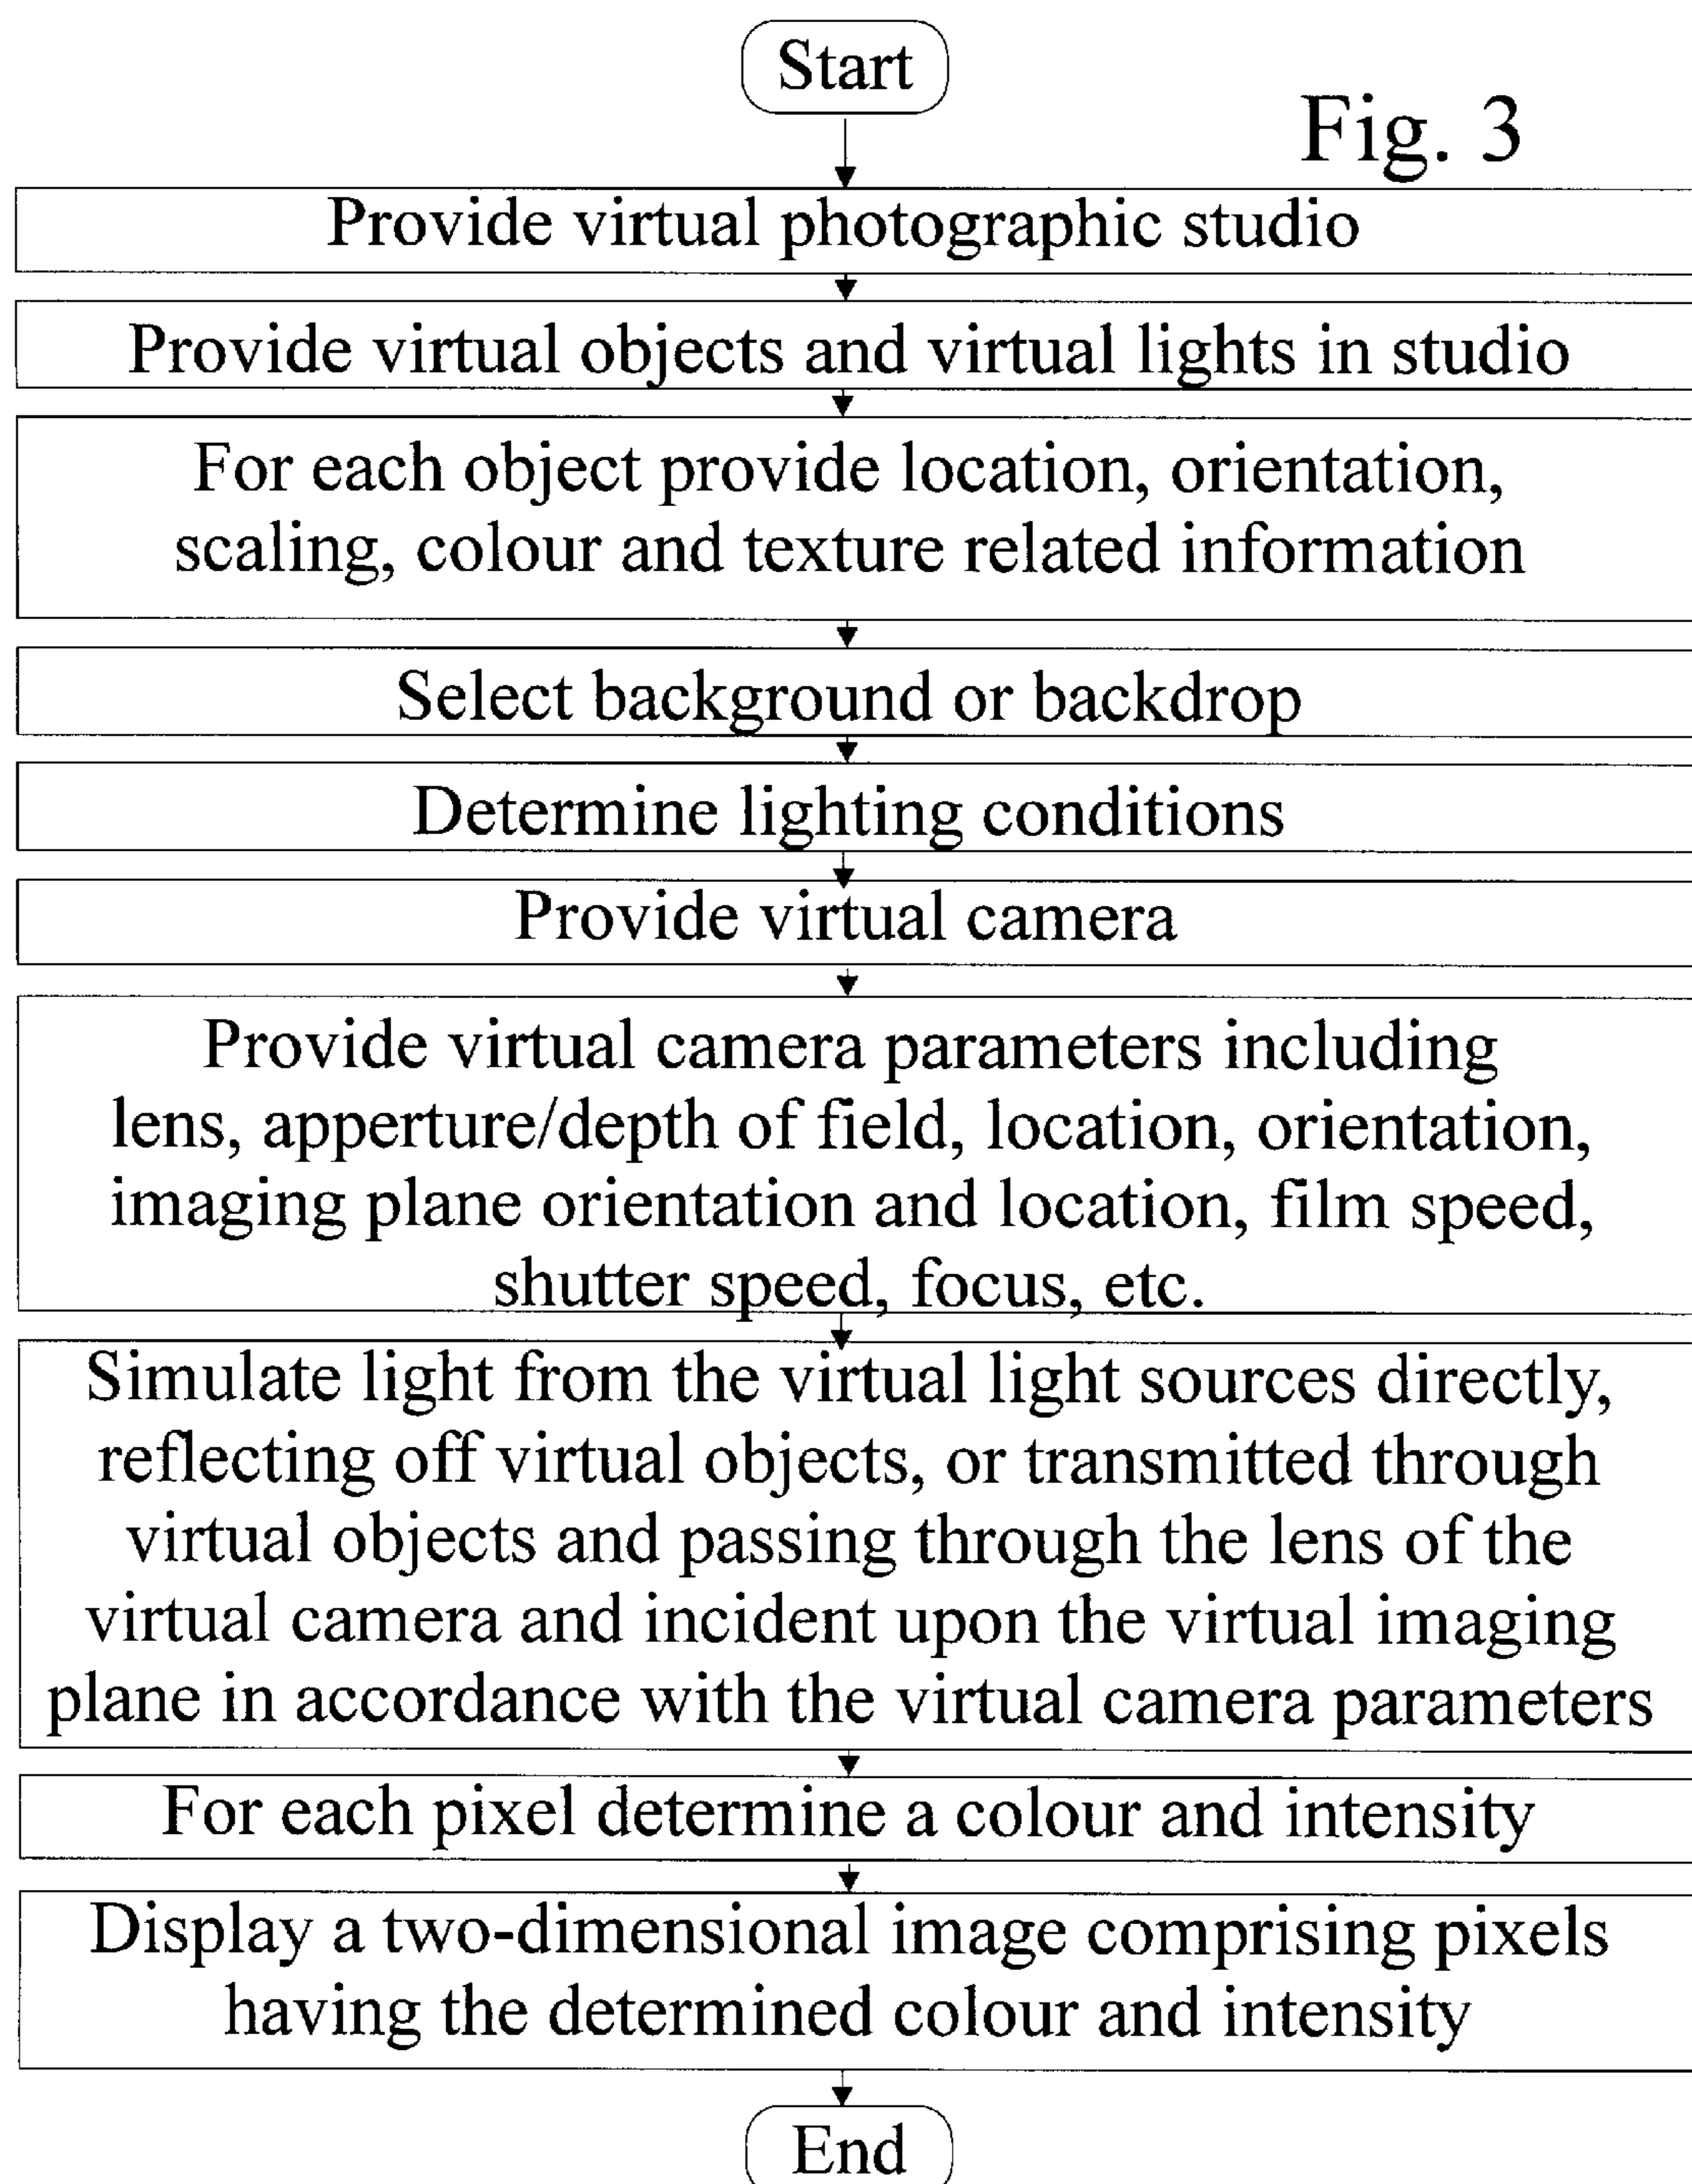 Start
Fig. 3
Provide virtual photographic studio
Provide virtual objects and virtual lights in studio
For each object provide location, orientation,
scaling, colour and texture related information
Select background or backdrop
Determine lighting conditions
Provide virtual camera
Provide virtual camera parameters including
lens, apperture/depth of field, location, orientation,
imaging plane orientation and location, film speed,
shutter speed, focus, etc.
Simulate light from the virtual light sources directly,
reflecting off virtual objects, or transmitted through
virtual objects and passing through the lens of the
virtual camera and incident upon the virtual imaging
plane in accordance with the virtual camera parameters
For each pixel determine a colour and intensity
Display a two-dimensional image comprising pixels
having the determined colour and intensity
End